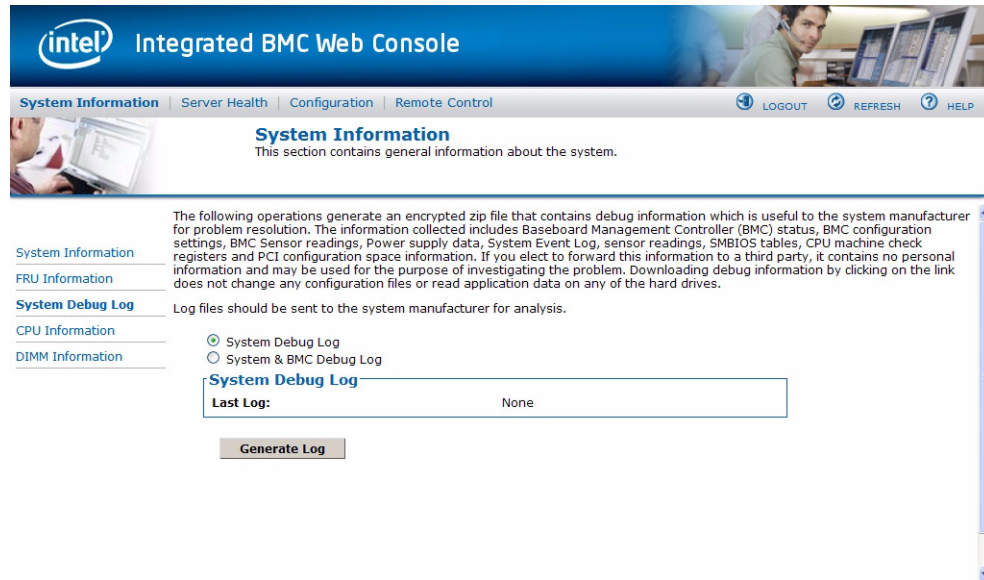 intel Integrated BMC Web Console
System Information | Server Health | Configuration | Remote Control LOGOUT REFRESH ? HELP
System Information
This section contains general information about the system.
The following operations generate an encrypted zip file that contains debug information which is useful to the system manufacturer
for problem resolution. The information collected includes Baseboard Management Controller (BMC) status, BMC configuration
settings, BMC Sensor readings, Power supply data, System Event Log, sensor readings, SMBIOS tables, CPU machine check
registers and PCI configuration space information. If you elect to forward this information to a third party, it contains no personal
information and may be used for the purpose of investigating the problem. Downloading debug information by clicking on the link
does not change any configuration files or read application data on any of the hard drives.
Log files should be sent to the system manufacturer for analysis.
System Information
FRU Information
System Debug Log
CPU Information
DIMM Information
System Debug Log
System & BMC Debug Log
System Debug Log
Last Log: None
Generate Log